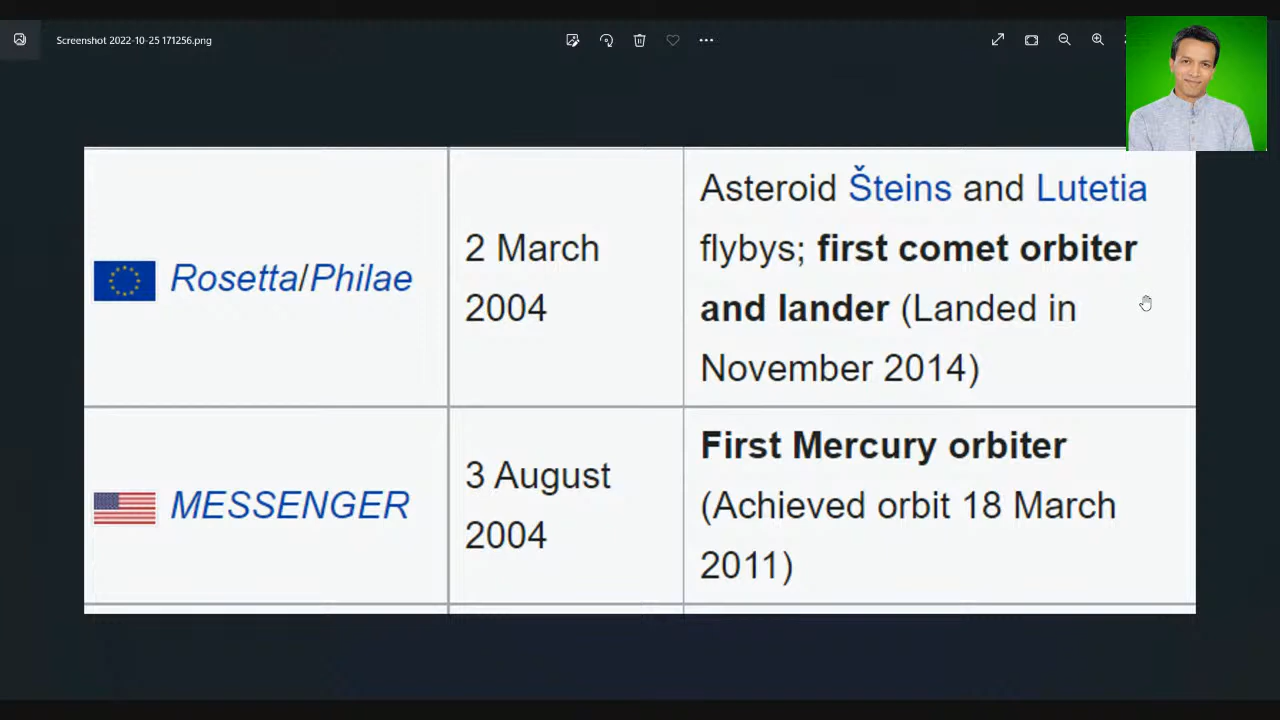 Screenshot 2022-10-25 171256.png
Rosetta/Philae
2 March
2004
Asteroid Šteins and Lutetia
flybys; first comet orbiter
and lander (Landed in
November 2014)
MESSENGER
3 August
2004
First Mercury orbiter
(Achieved orbit 18 March
2011)